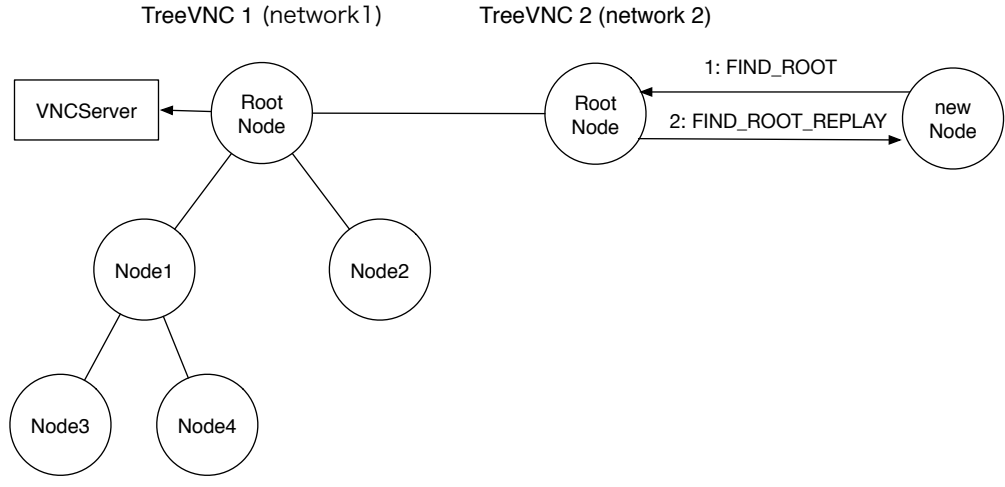 TreeVNC 1 (network1)
TreeVNC 2 (network 2)
VNCServer
Root
Node
Root
Node
1: FIND_ROOT
2: FIND_ROOT_REPLAY
new
Node
Node1
Node2
Node3
Node4